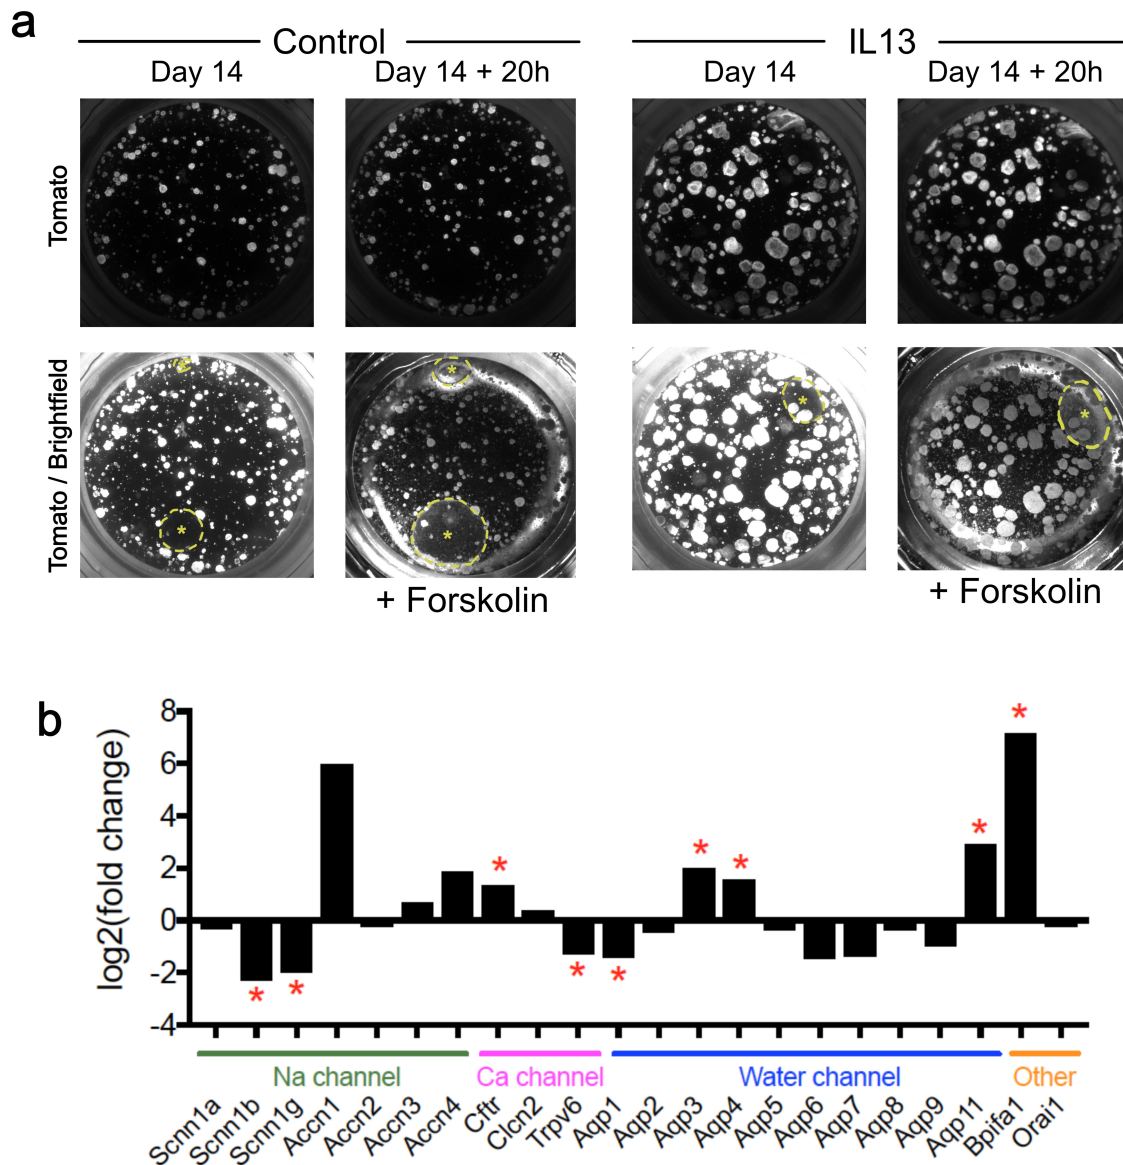 a
Control
IL13
Day 14
Day 14 + 20h
Day 14
Day 14 + 20h
Tomato
Tomato / Brightfield
*
*
*
*
*
*
+ Forskolin
+ Forskolin
b
log2(fold change)
8
6
4
2
0
-2
-4
*
*
*
*
*
*
*
*
*
Na channel
Ca channel
Water channel
Other
Scnn1a
Scnn1b
Scnn1g
Accn1
Accn2
Accn3
Accn4
Cftr
Clcn2
Trpv6
Aqp1
Aqp2
Aqp3
Aqp4
Aqp5
Aqp6
Aqp7
Aqp8
Aqp9
Aqp11
Bpifa1
Orai1